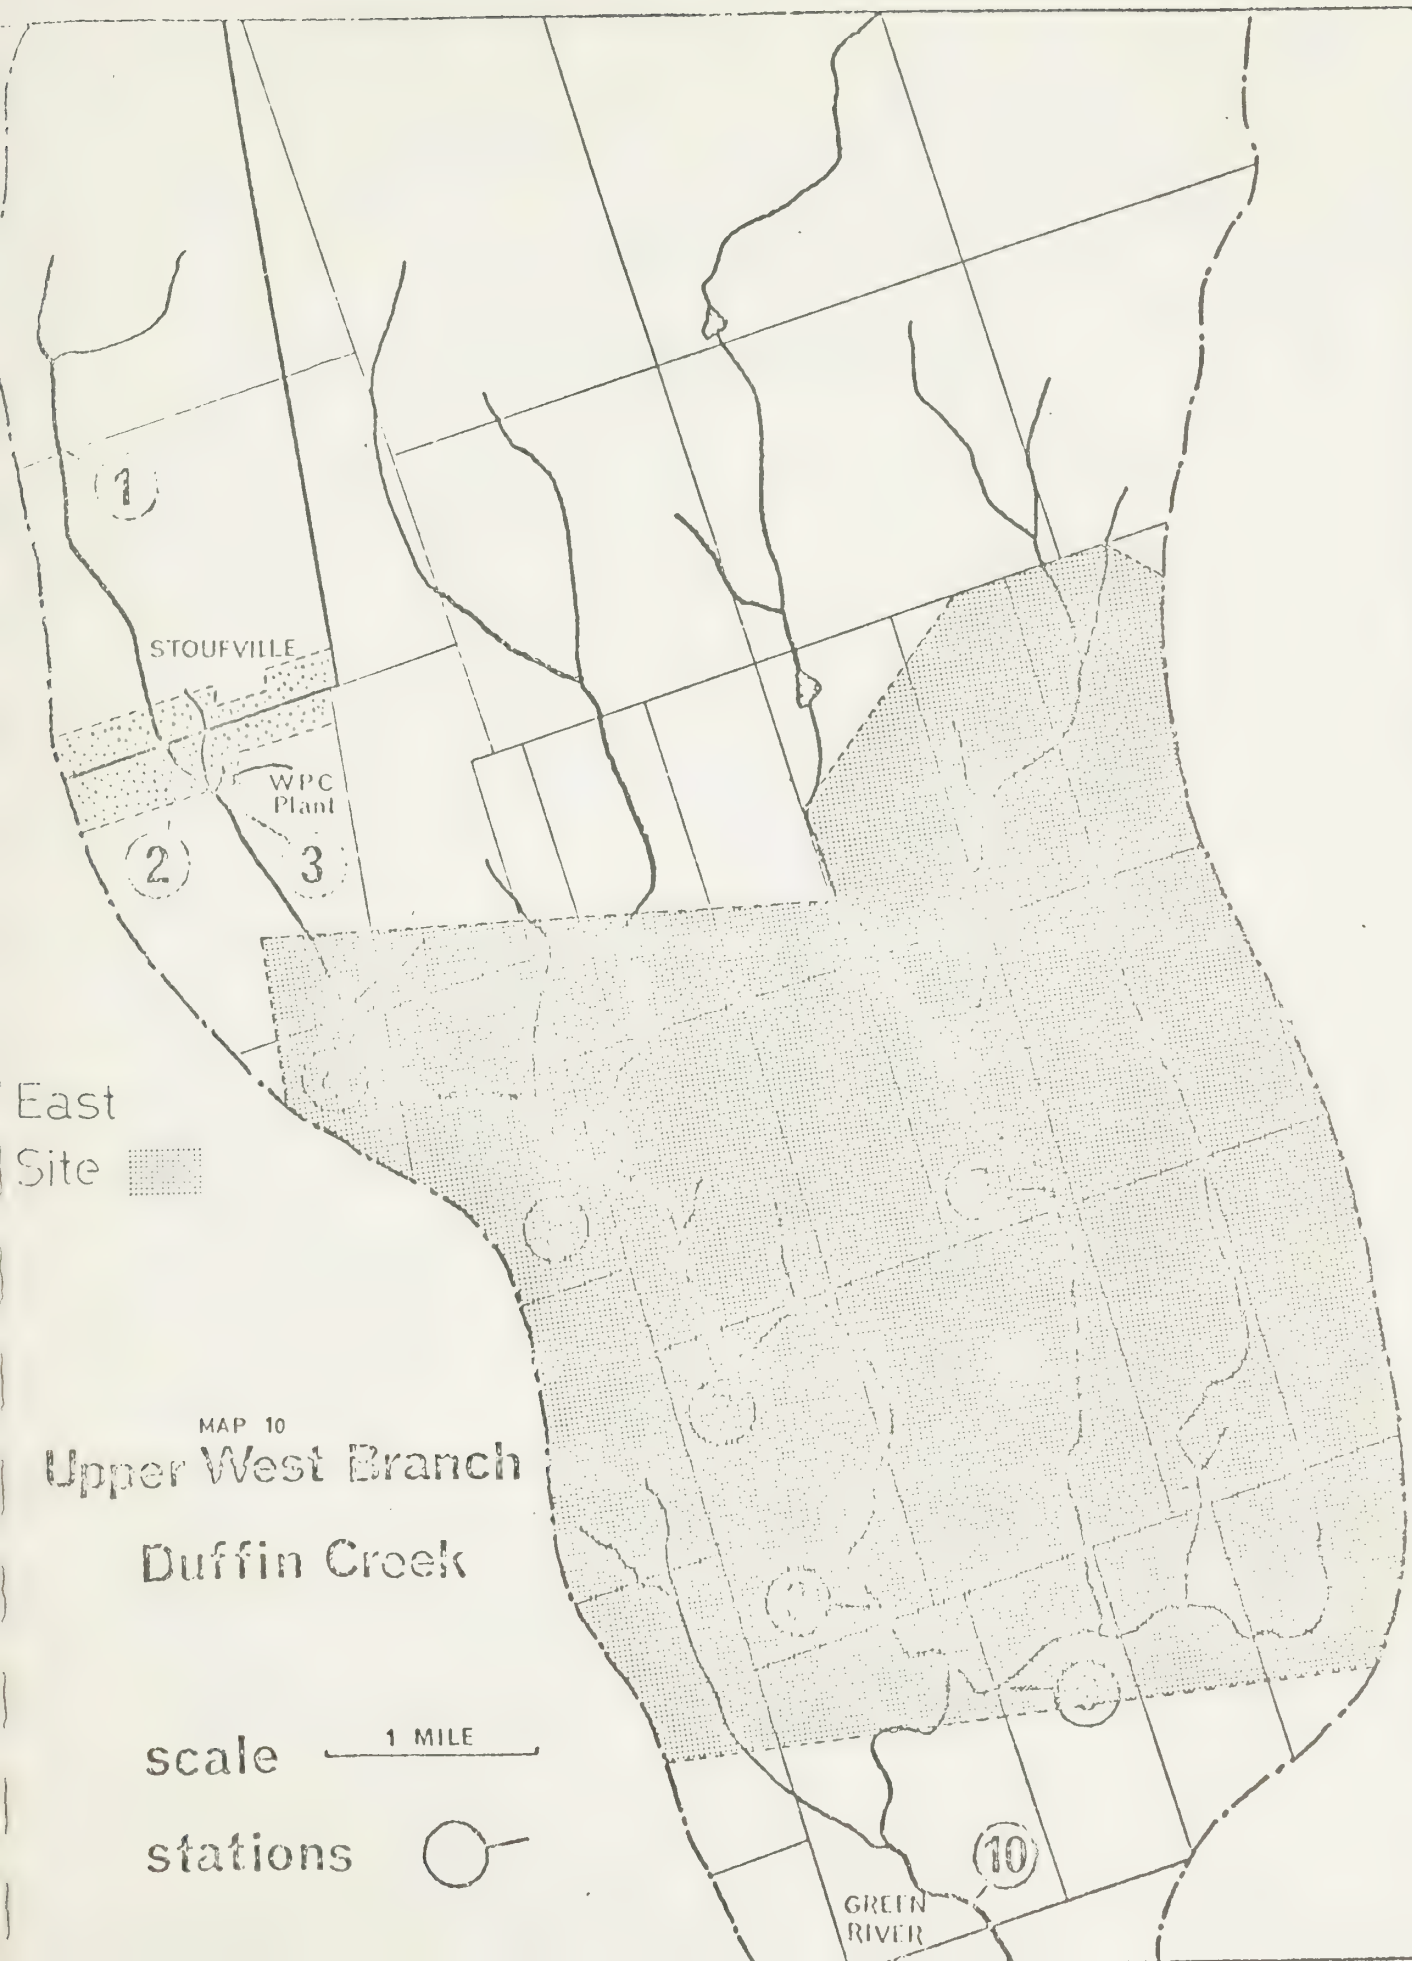 1
STOUFVILLE
WPC
Plant
2
3
East
Site
MAP 10
Upper West Branch
Duffin Creek
scale
1 MILE
stations
10
GREEN
RIVER